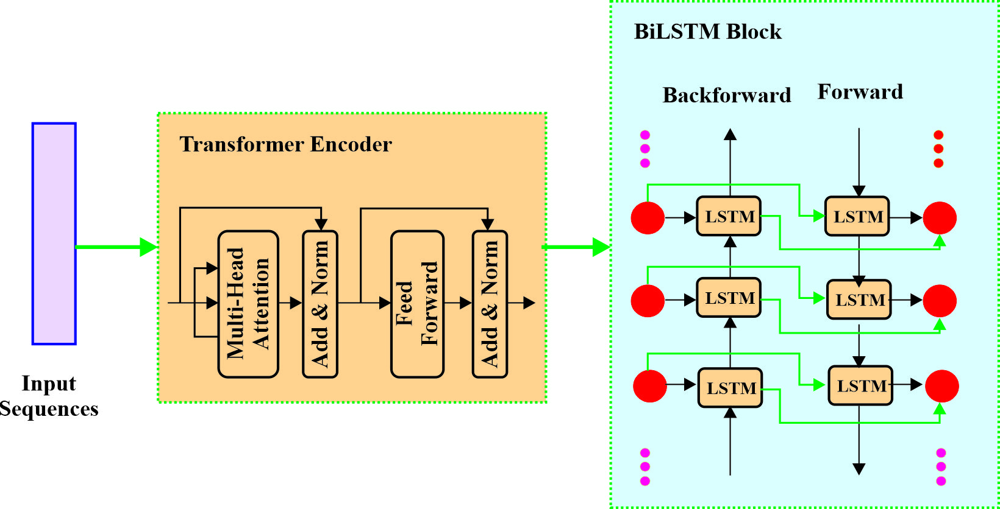 Input
Sequences
Transformer Encoder
Multi-Head
Attention
Add & Norm
Feed
Forward
Add & Norm
BiLSTM Block
Backforward
Forward
LSTM
LSTM
LSTM
LSTM
LSTM
LSTM